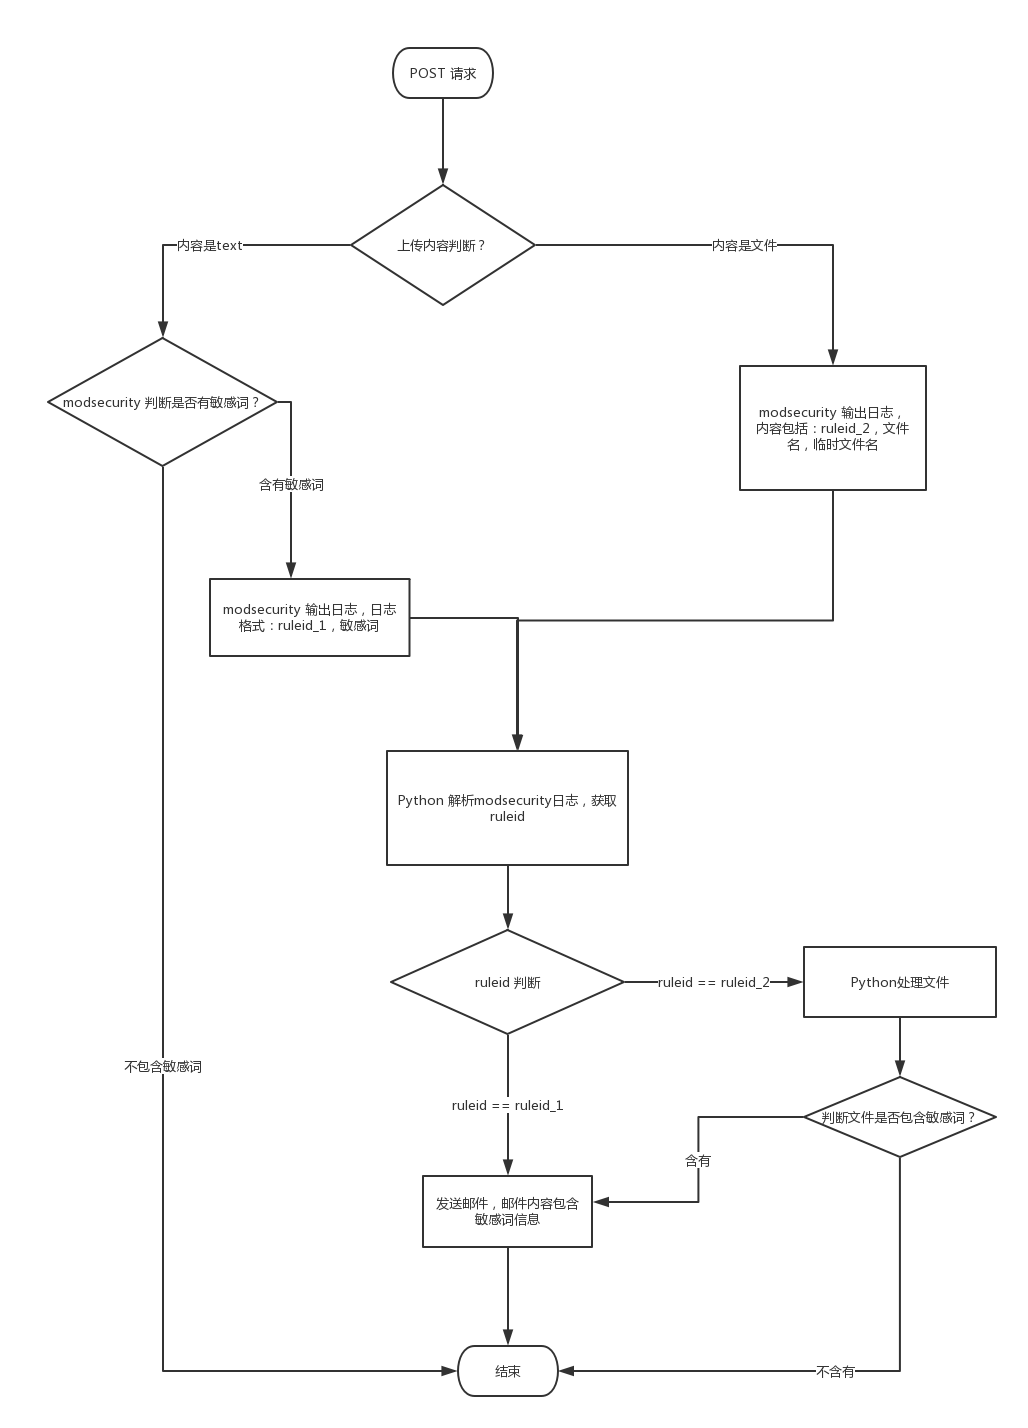 POST 请求
上传内容判断？
内容是text
内容是文件
modsecurity 判断是否有敏感词？
modsecurity 输出日志，
内容包括：ruleid_2，文件
名，临时文件名
含有敏感词
modsecurity 输出日志，日志
格式：ruleid_1，敏感词
Python 解析modsecurity日志，获取
ruleid
ruleid 判断
ruleid == ruleid_2
Python处理文件
不包含敏感词
ruleid == ruleid_1
判断文件是否包含敏感词？
含有
发送邮件，邮件内容包含
敏感词信息
结束
不含有